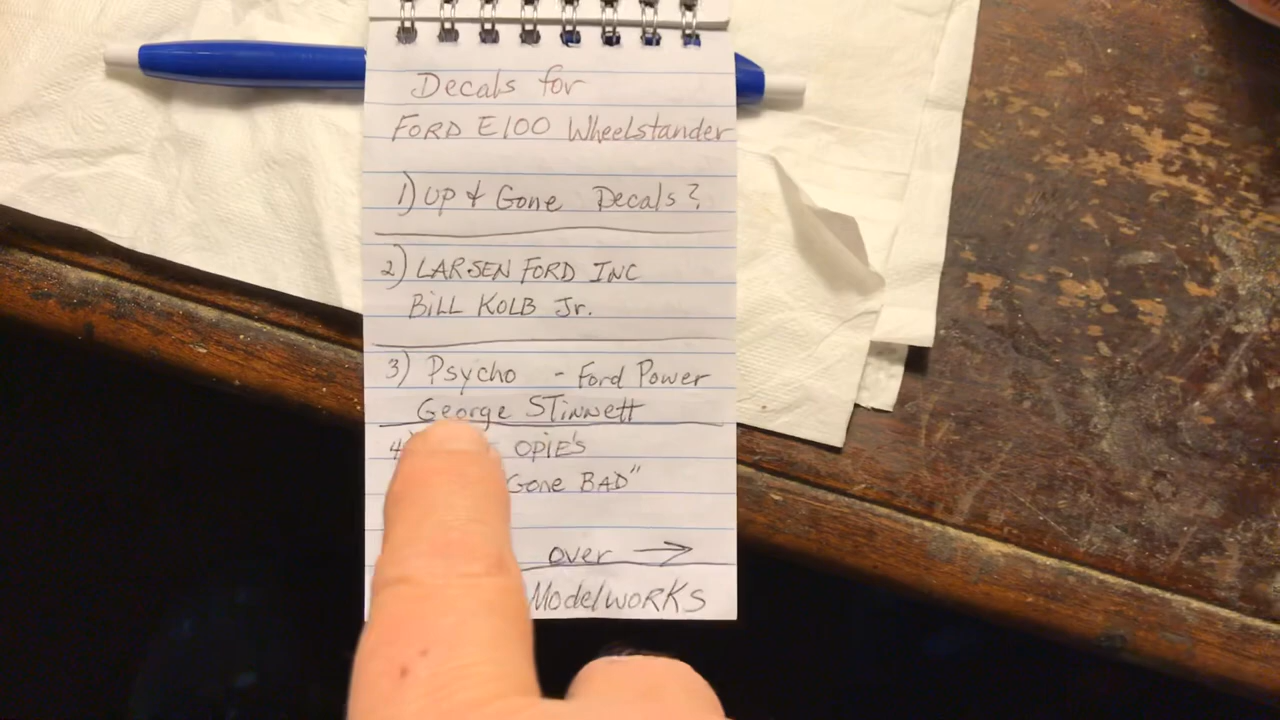 Decals for
FORD E100 Wheelstander
1) Up & Gone Decals?
2) LARSEN FORD INC
BiLL KOLB Jr.
3) Psycho - Ford Power
George STinnett
4) OPiE'S
Gone BAD"
over →
ModelworKs